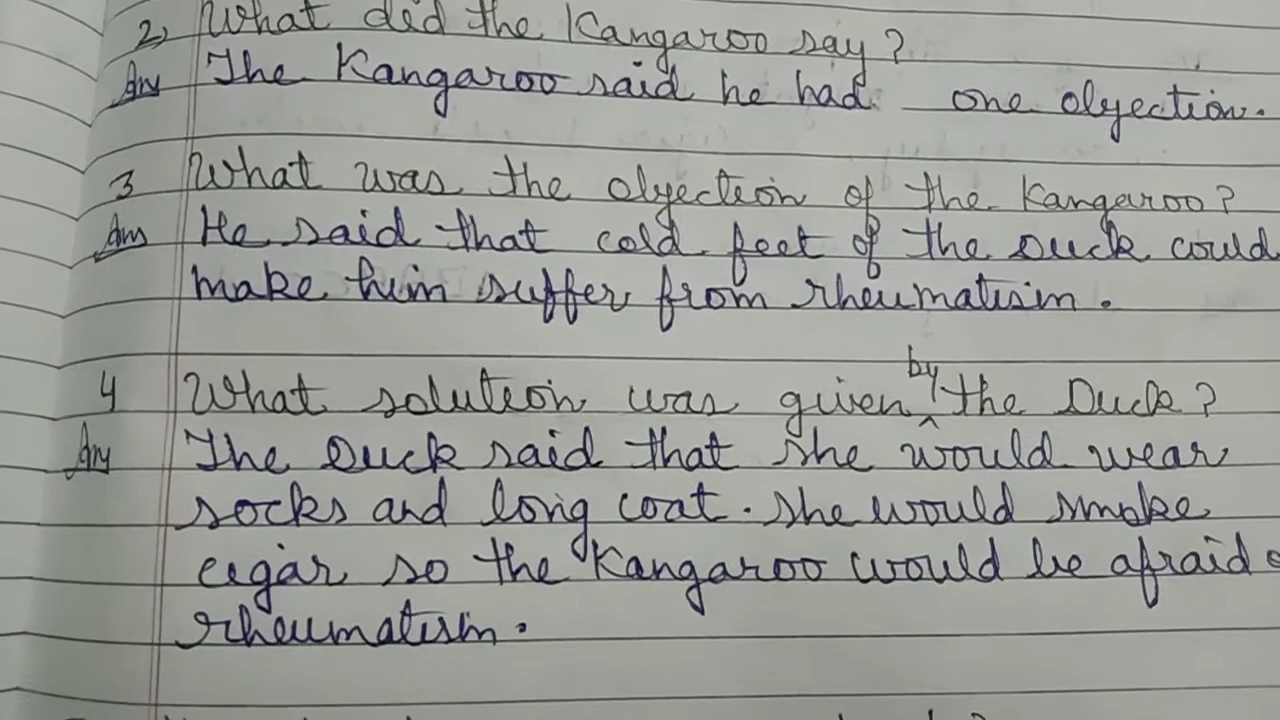 2, What did the Kangaroo say?
Ans The Kangaroo said he had one objection.
3 What was the objection of the Kangaroo?
Ans He said that cold feet of the Duck could
make him suffer from rheumatism.
4 What solution was given by the Duck?
Ans The Duck said that she would wear
socks and long coat. She would smoke
cigar so the Kangaroo would be afraid
rheumatism.